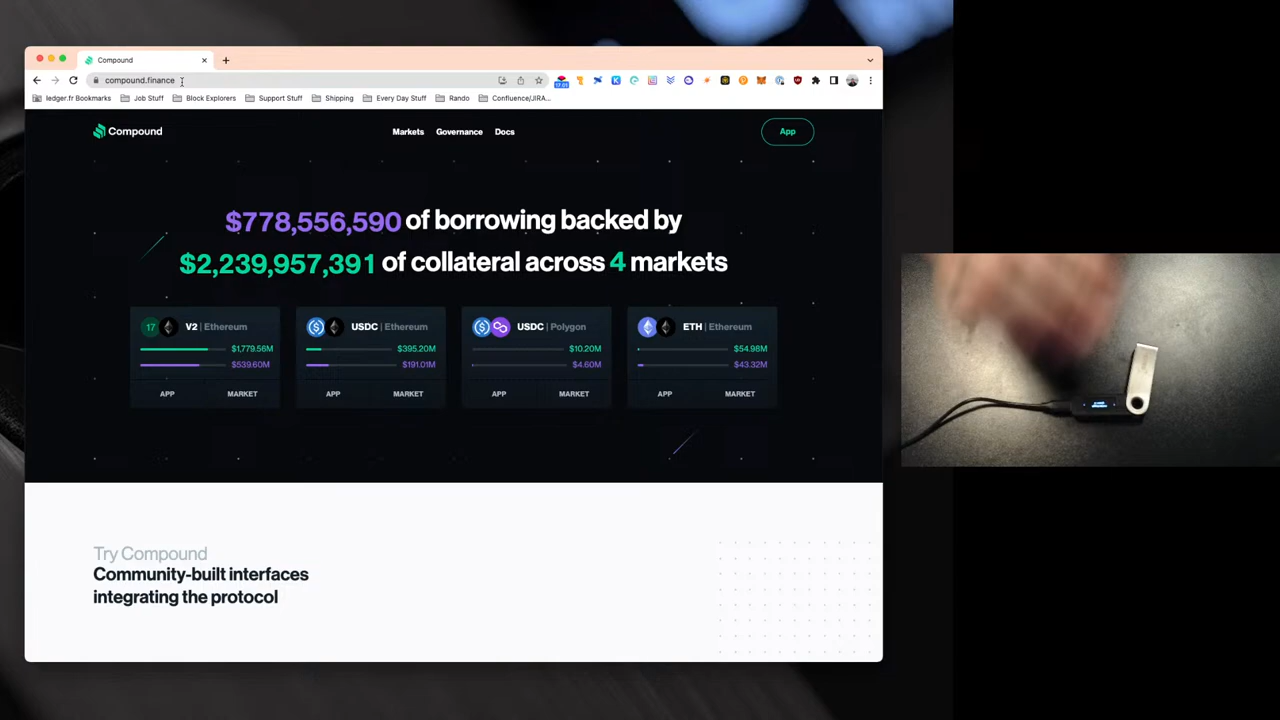 Compound
compound.finance
17:01
ledger.fr Bookmarks
Job Stuff
Block Explorers
Support Stuff
Shipping
Every Day Stuff
Rando
Confluence/JIRA...
Compound
Markets
Governance
Docs
App
$778,556,590 of borrowing backed by
$2,239,957,391 of collateral across 4 markets
17
V2 | Ethereum
$1,779.56M
$539.60M
APP
MARKET
USDC | Ethereum
$395.20M
$191.01M
APP
MARKET
USDC | Polygon
$10.20M
$4.60M
APP
MARKET
ETH | Ethereum
$54.98M
$43.32M
APP
MARKET
Try Compound
Community-built interfaces
integrating the protocol